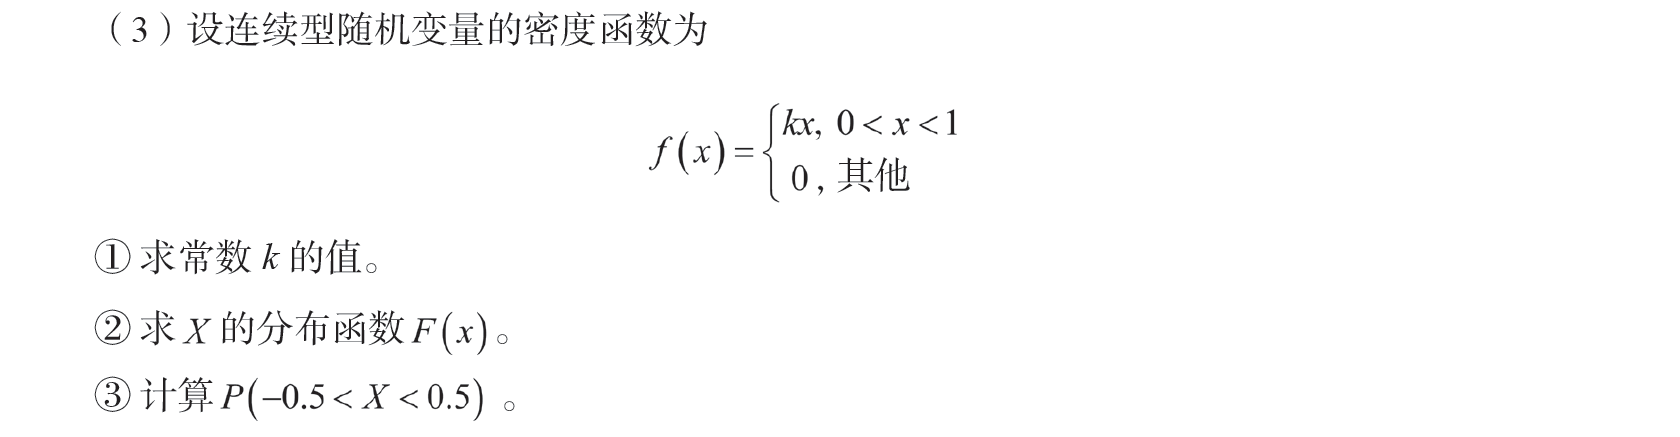 （3）设连续型随机变量的密度函数为
f(x)={kx, 0<x<1
0, 其他
①求常数 k 的值。
②求 X 的分布函数 F(x)。
③计算 P(−0.5<X<0.5) 。